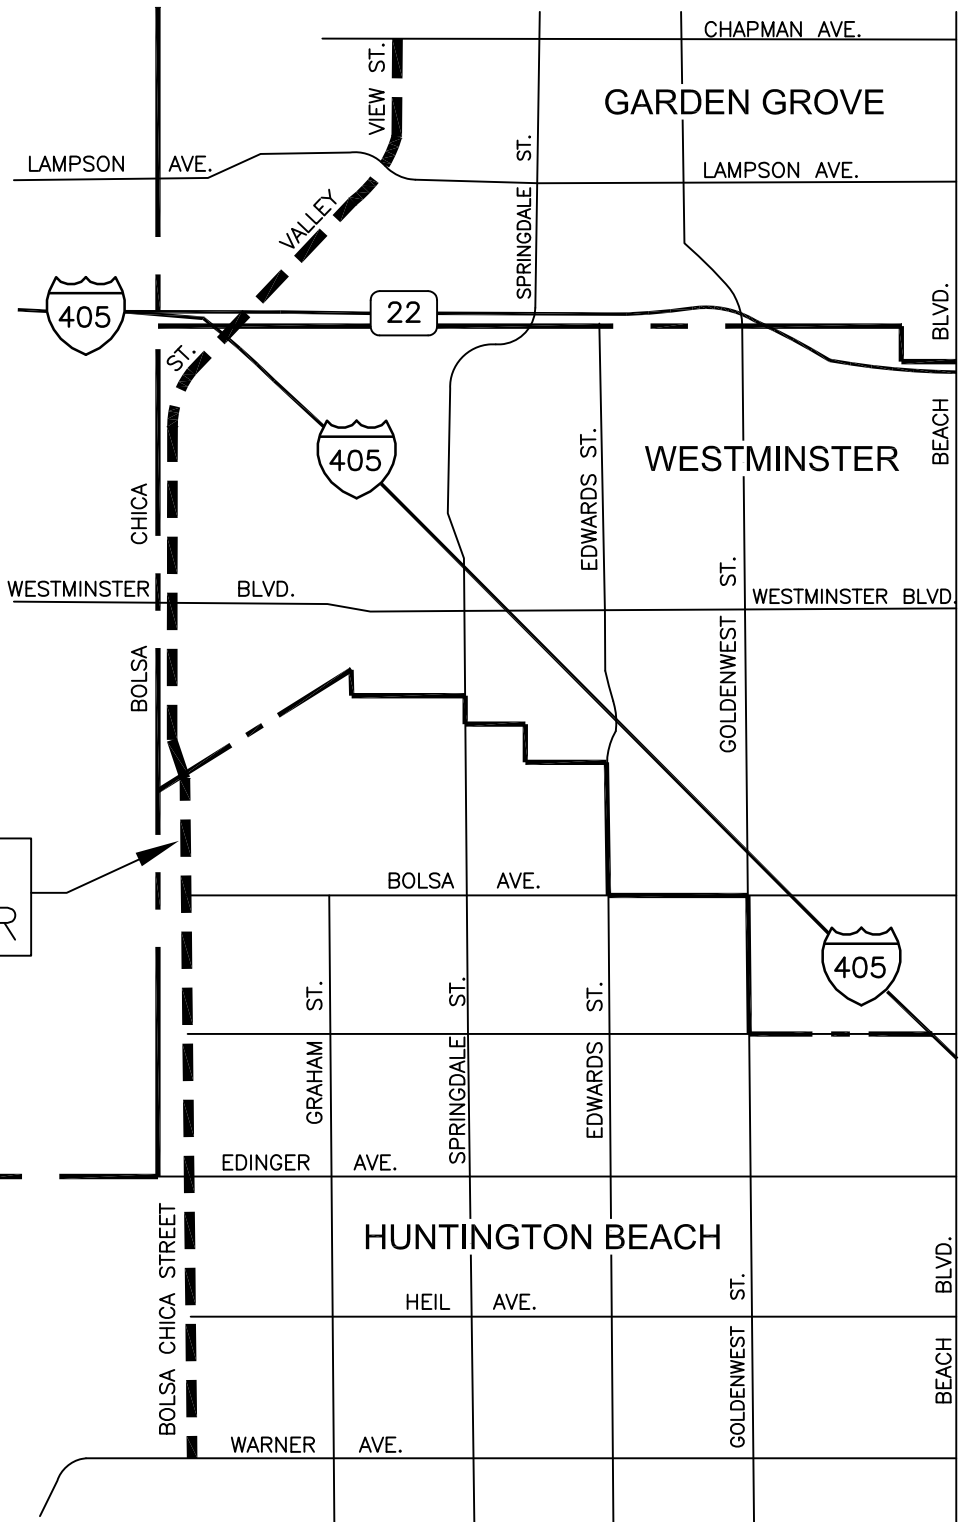 CHAPMAN AVE.
VIEW ST.
GARDEN GROVE
LAMPSON AVE.
SPRINGDALE ST.
LAMPSON AVE.
VALLEY
405
22
BEACH BLVD.
ST.
405
EDWARDS ST.
WESTMINSTER
BOLSA CHICA
WESTMINSTER BLVD.
GOLDENWEST ST.
WESTMINSTER BLVD.
BOLSA AVE.
R
405
GRAHAM ST.
SPRINGDALE ST.
EDWARDS ST.
EDINGER AVE.
BOLSA CHICA STREET
HUNTINGTON BEACH
HEIL AVE.
GOLDENWEST ST.
BEACH BLVD.
WARNER AVE.